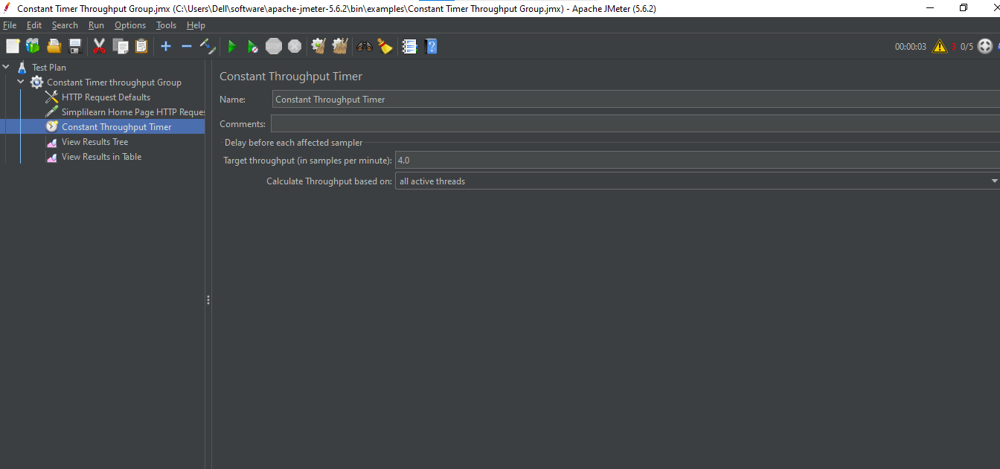 Constant Timer Throughput Group.jmx (C:\Users\Dell\software\apache-jmeter-5.6.2\bin\examples\Constant Timer Throughput Group.jmx) - Apache JMeter (5.6.2)
File Edit Search Run Options Tools Help
STOP 00:00:03 3 0/5
Test Plan
Constant Timer throughput Group
HTTP Request Defaults
Simplilearn Home Page HTTP Reques
Constant Throughput Timer
View Results Tree
View Results in Table
Constant Throughput Timer
Name: Constant Throughput Timer
Comments:
Delay before each affected sampler
Target throughput (in samples per minute): 4.0
Calculate Throughput based on: all active threads